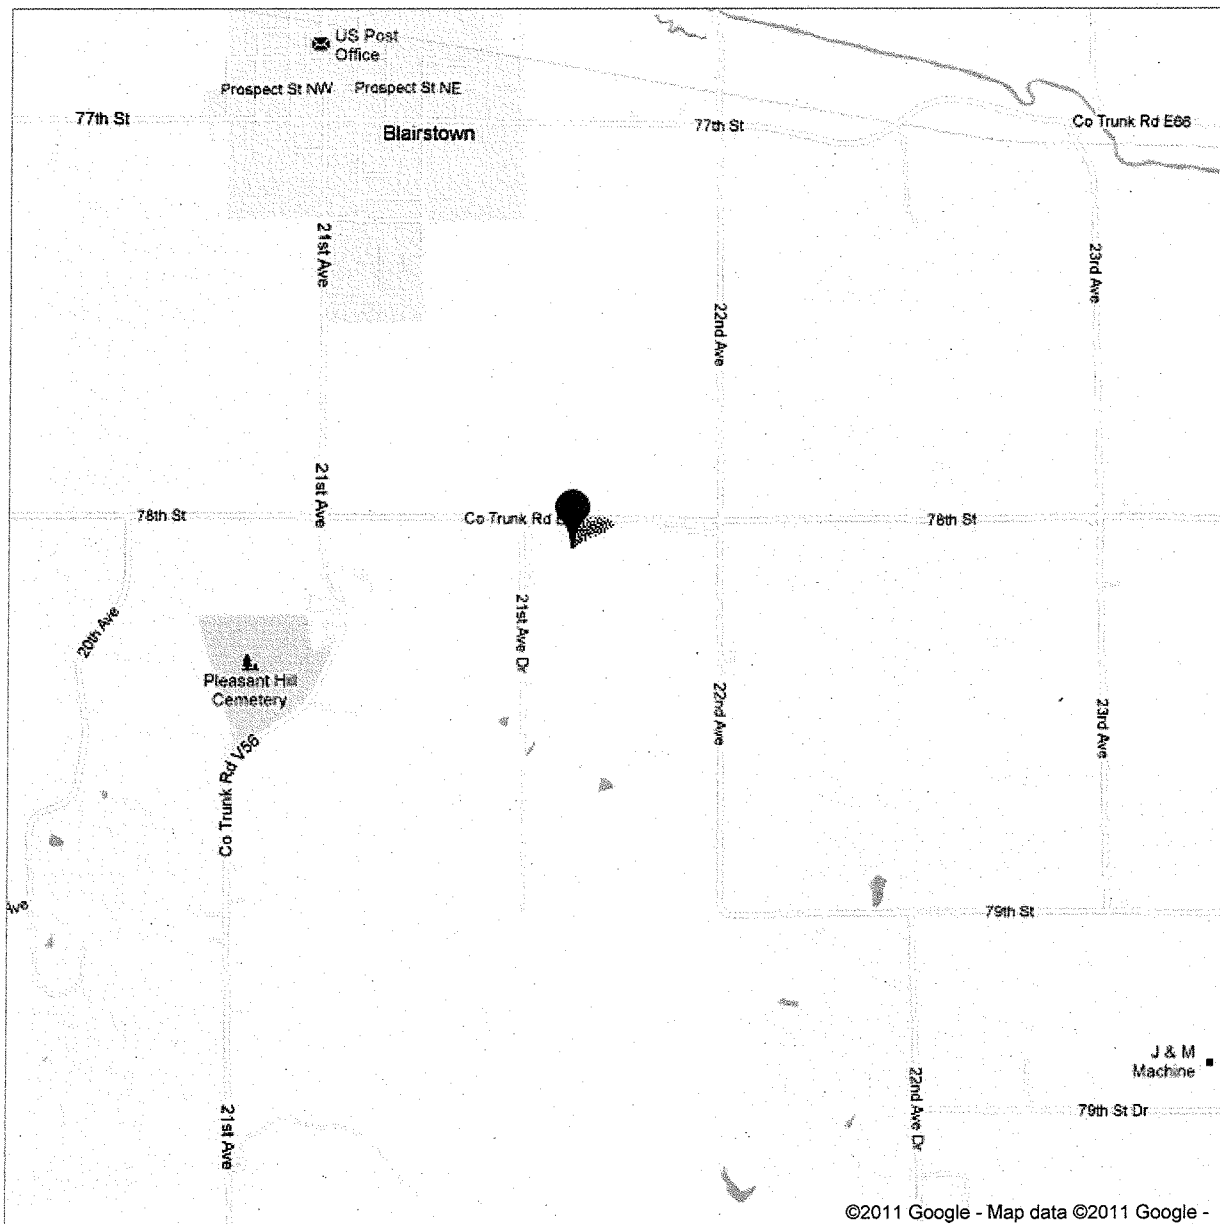 US Post
Office
Prospect St NW
Prospect St NE
77th St
Blairstown
77th St
Co Trunk Rd E66
21st Ave
23rd Ave
22nd Ave
21st Ave
78th St
Co Trunk Rd
78th St
20th Ave
21st Ave Dr
Pleasant Hill
Cemetery
22nd Ave
23rd Ave
Co Trunk Rd V56
Ave
79th St
J & M
Machine
22nd Ave Dr
79th St Dr
21st Ave
©2011 Google - Map data ©2011 Google -